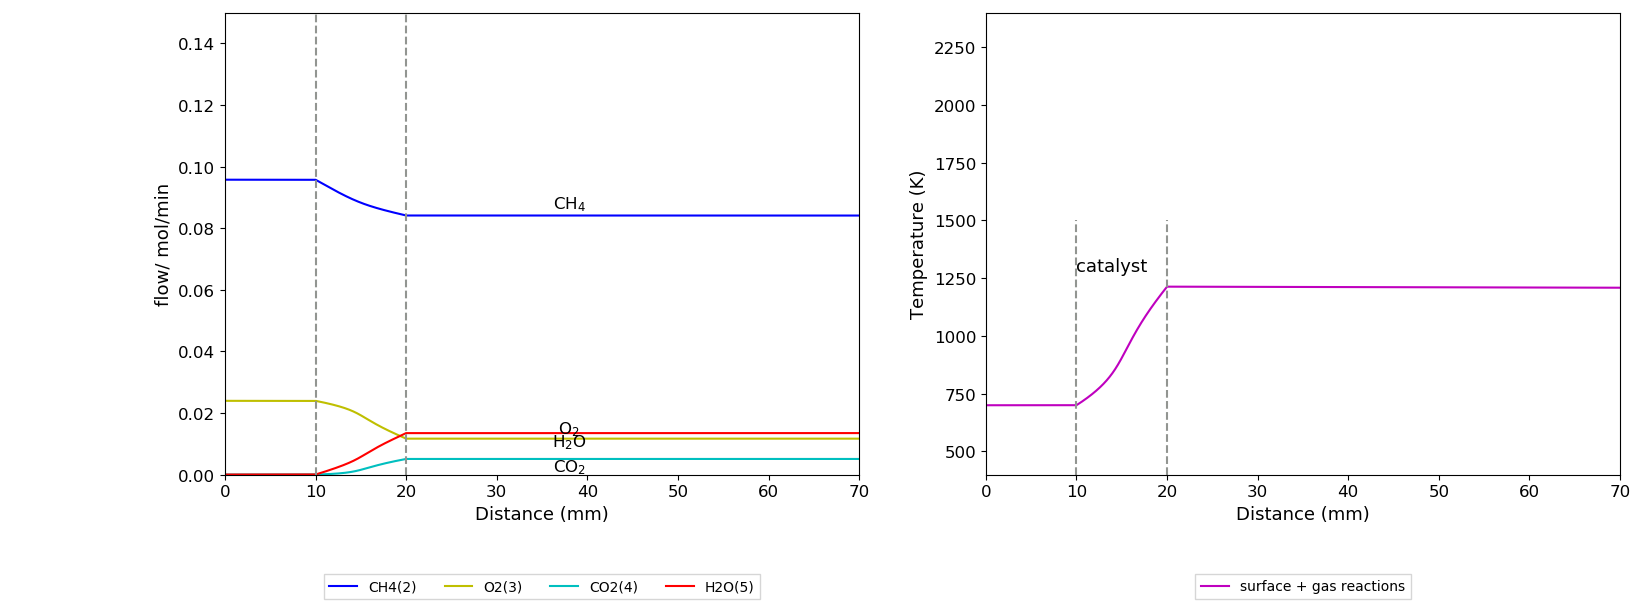 0.14
0.12
0.10
0.08
0.06
0.04
0.02
0.00
flow/ mol/min
CH₄
O₂
H₂O
CO₂
0 10 20 30 40 50 60 70
Distance (mm)
CH4(2) O2(3) CO2(4) H2O(5)
2250
2000
1750
1500
1250
1000
750
500
Temperature (K)
catalyst
0 10 20 30 40 50 60 70
Distance (mm)
surface + gas reactions